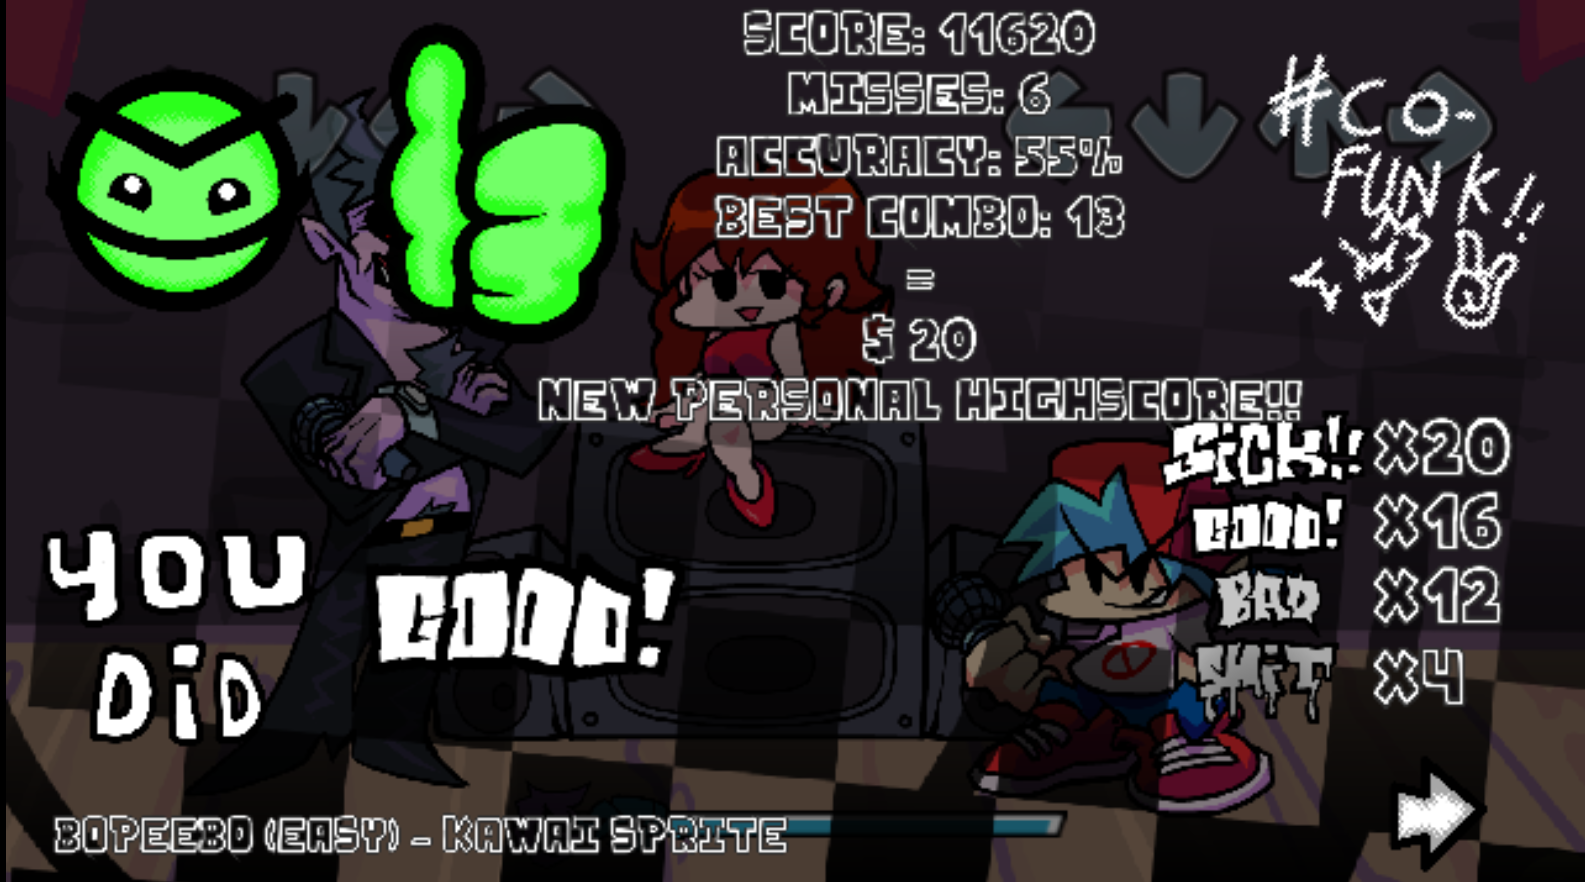 SCORE: 11620
MISSES: 6
ACCURACY: 55%
BEST COMBO: 13
=
$ 20
NEW PERSONAL HIGHSCORE!!
#CO-
FUNK!!
SiCK!! X20
GOOD! X16
BAD X12
SHiT X4
YOU
DiD
GOOD!
BOPEEBO (EASY) - KAWAI SPRITE